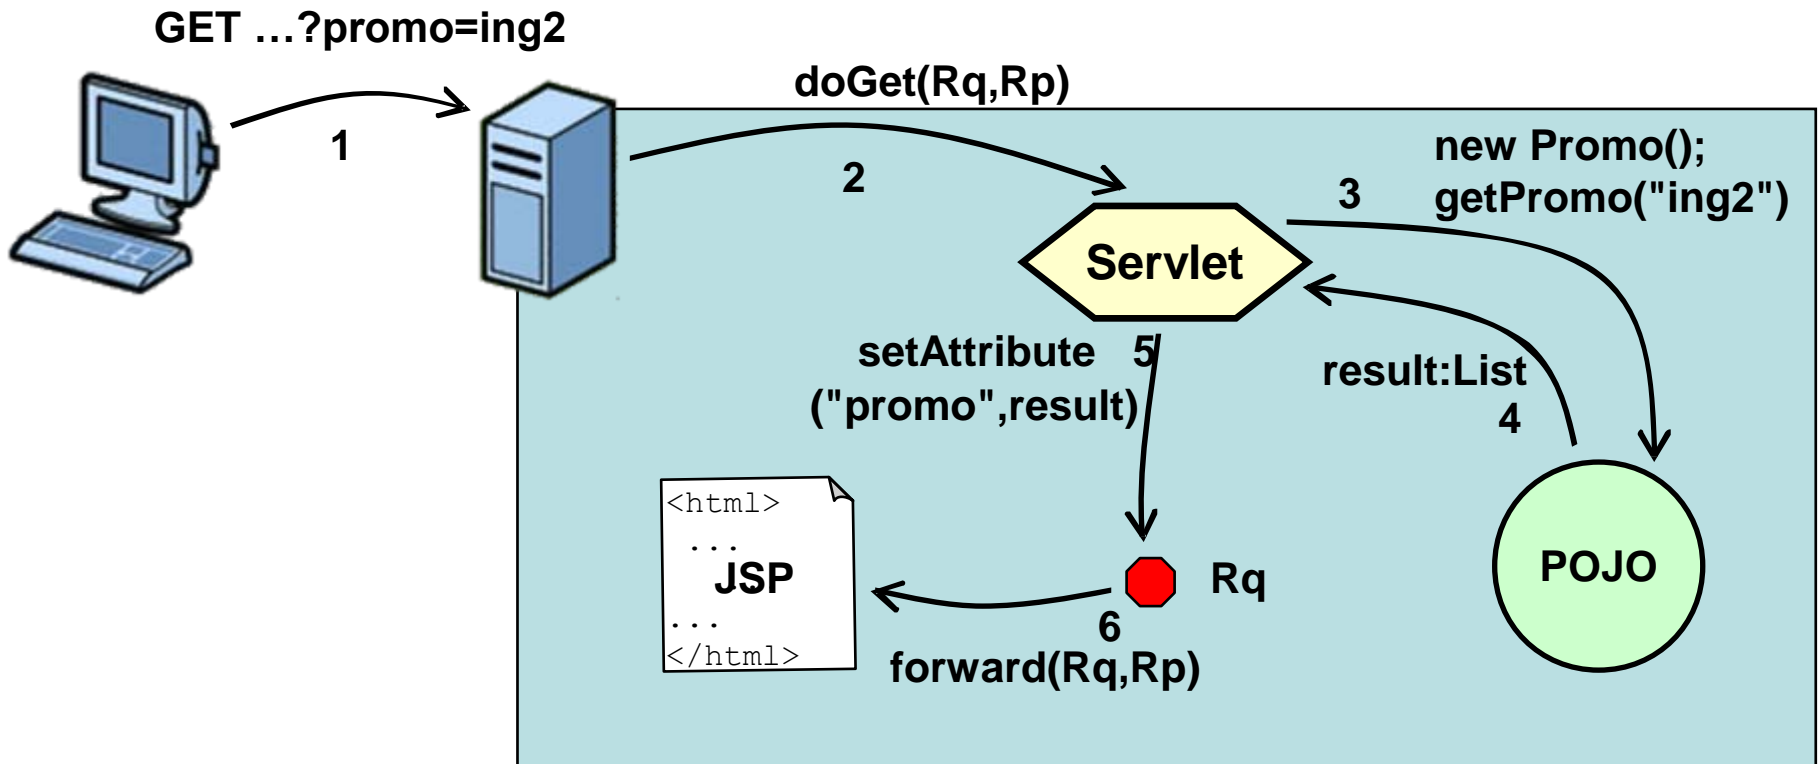 GET …?promo=ing2
doGet(Rq,Rp)
1
2
3
new Promo();
getPromo("ing2")
Servlet
setAttribute 5
("promo",result)
result:List
4
<html>
...
JSP
...
</html>
Rq
POJO
6
forward(Rq,Rp)